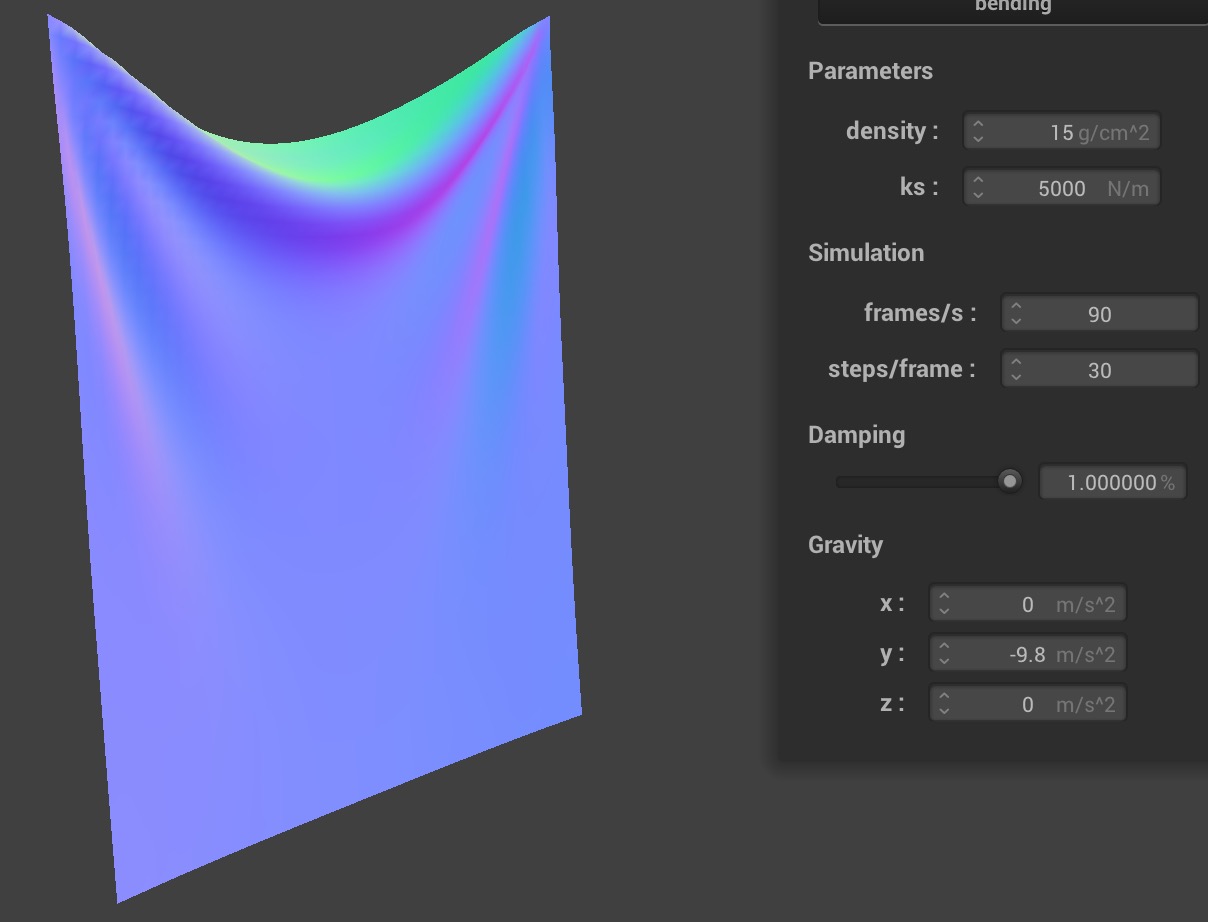 bending
Parameters
density : 15 g/cm^2
ks : 5000 N/m
Simulation
frames/s : 90
steps/frame : 30
Damping
1.000000 %
Gravity
x : 0 m/s^2
y : -9.8 m/s^2
z : 0 m/s^2